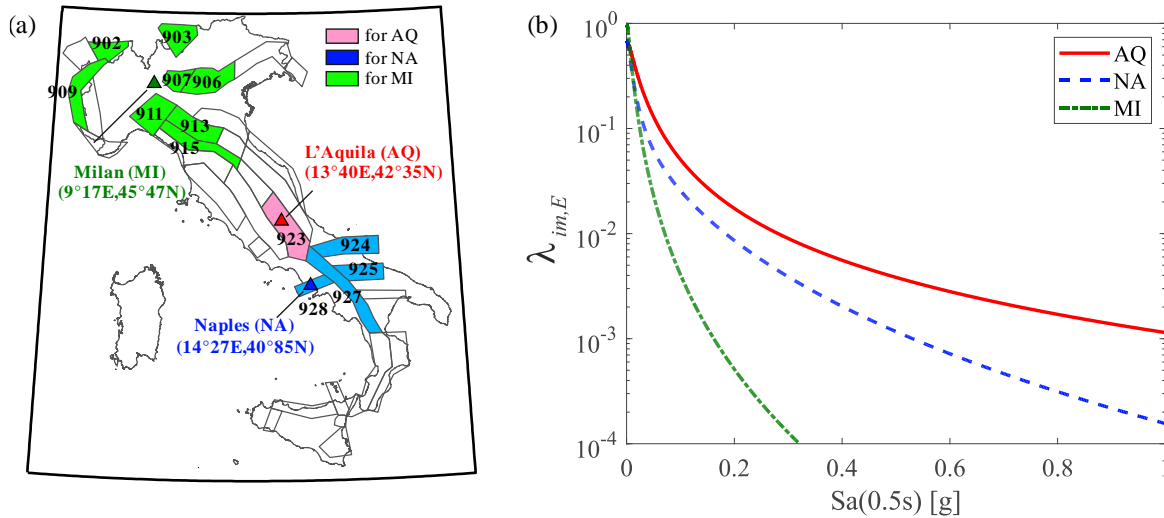 (a)
902
903
for AQ
for NA
for MI
909
907
906
911
913
915
L'Aquila (AQ)
(13°40E,42°35N)
Milan (MI)
(9°17E,45°47N)
923
924
925
927
928
Naples (NA)
(14°27E,40°85N)
(b)
10^0
10^-1
10^-2
10^-3
10^-4
λ_im,E
AQ
NA
MI
0
0.2
0.4
0.6
0.8
Sa(0.5s) [g]